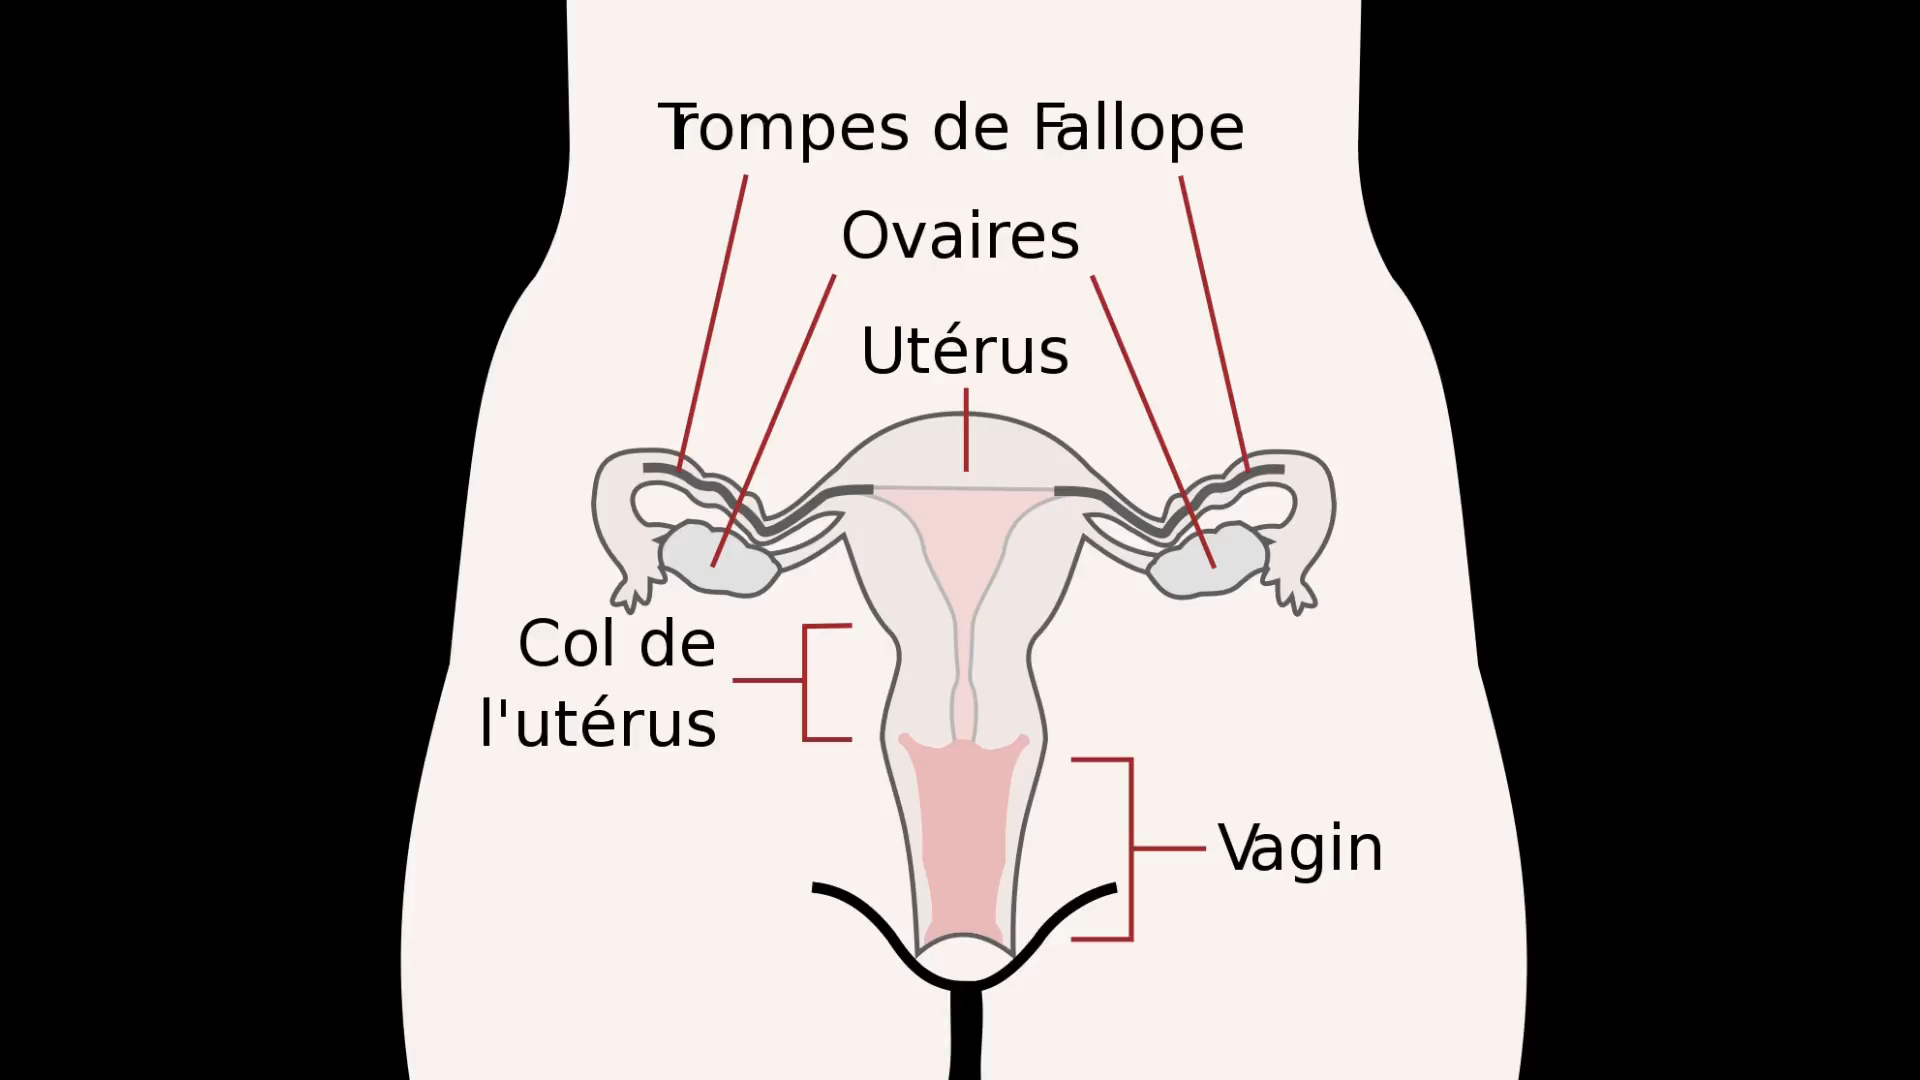 Trompes de Fallope
Ovaires
Utérus
Col de
l'utérus
Vagin